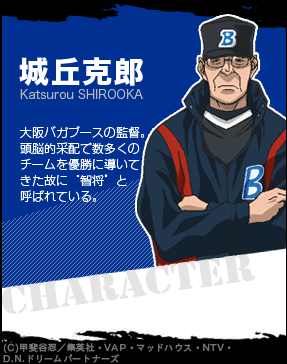 城丘克郎
Katsurou SHIROOKA
大阪バガブースの監督。
頭脳的采配で数多くの
チームを優勝に導いて
きた故に“智将”と
呼ばれている。
B
B
CHARACTER
(C)甲斐谷忍／集英社・VAP・マッドハウス・NTV・
D.N.ドリームパートナーズ